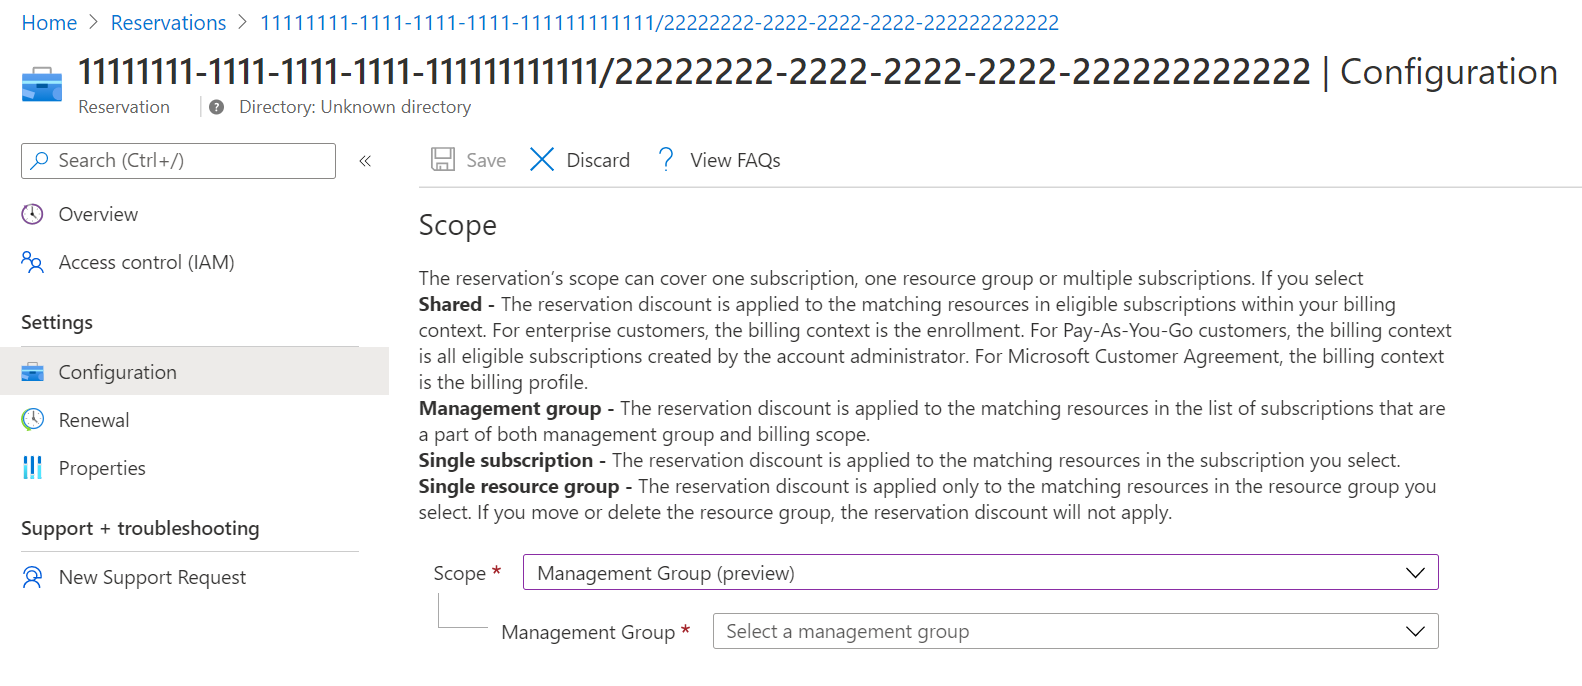 Home > Reservations > 11111111-1111-1111-1111-111111111111/22222222-2222-2222-2222-222222222222
11111111-1111-1111-1111-111111111111/22222222-2222-2222-2222-222222222222 | Configuration
Reservation | ? Directory: Unknown directory
Search (Ctrl+/) «
Save Discard ? View FAQs
Overview
Access control (IAM)
Settings
Configuration
Renewal
Properties
Support + troubleshooting
New Support Request
Scope
The reservation's scope can cover one subscription, one resource group or multiple subscriptions. If you select
Shared - The reservation discount is applied to the matching resources in eligible subscriptions within your billing
context. For enterprise customers, the billing context is the enrollment. For Pay-As-You-Go customers, the billing context
is all eligible subscriptions created by the account administrator. For Microsoft Customer Agreement, the billing context
is the billing profile.
Management group - The reservation discount is applied to the matching resources in the list of subscriptions that are
a part of both management group and billing scope.
Single subscription - The reservation discount is applied to the matching resources in the subscription you select.
Single resource group - The reservation discount is applied only to the matching resources in the resource group you
select. If you move or delete the resource group, the reservation discount will not apply.
Scope * Management Group (preview)
Management Group * Select a management group